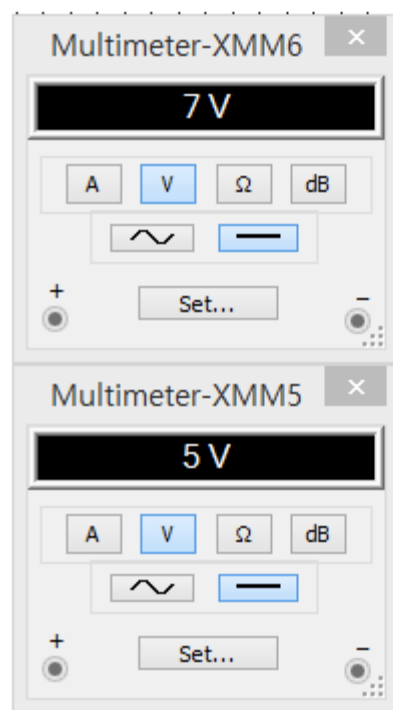 Multimeter-XMM6 ×
7 V
A V Ω dB
+ −
Set...
Multimeter-XMM5 ×
5 V
A V Ω dB
+ −
Set...